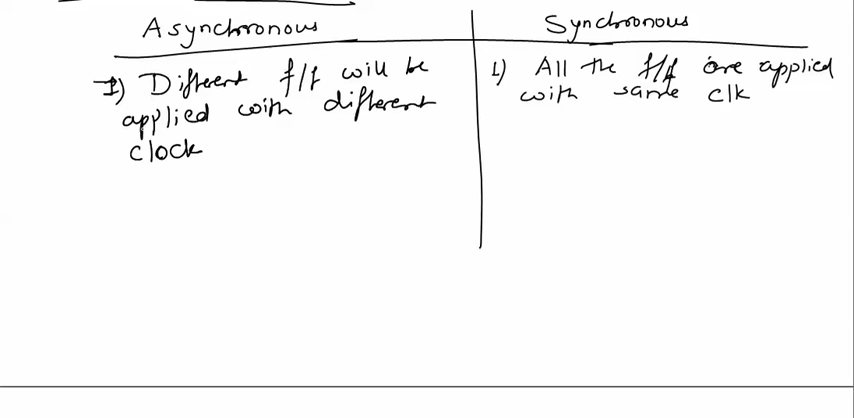 Asynchronous
Synchronous
1) Different f/f will be
applied with different
clock
1) All the f/f are applied
with same clk